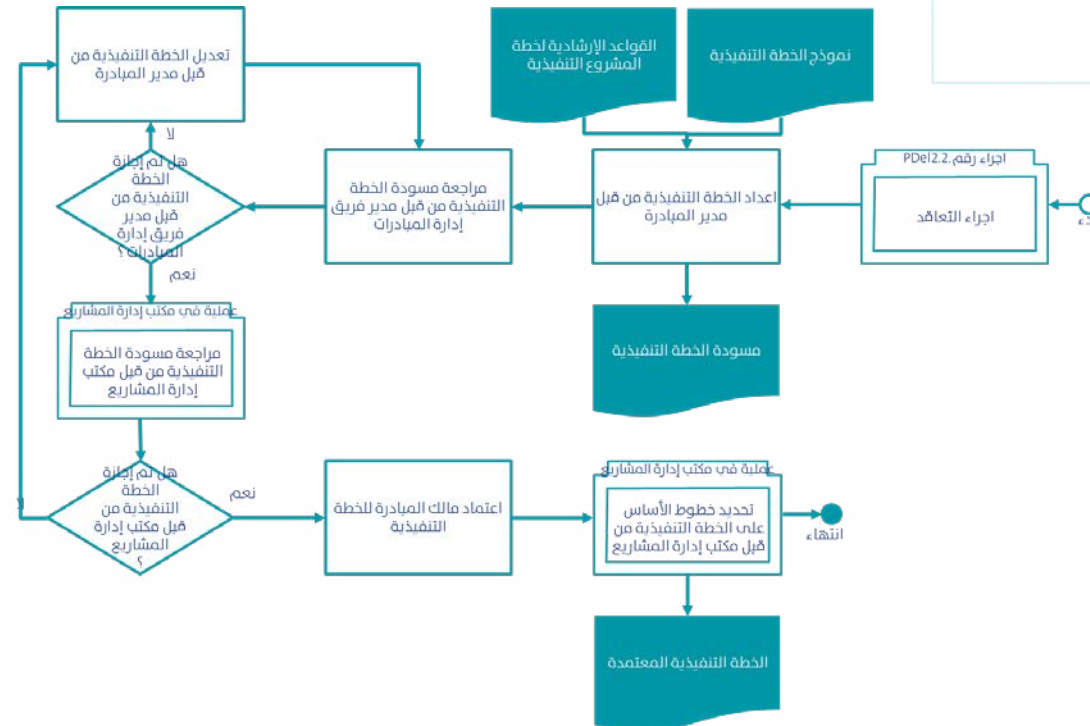 نموذج الخطة التنفيذية
القواعد الإرشادية لخطة
المشروع التنفيذية
تعديل الخطة التنفيذية من
قبل مدير المبادرة
لا
اجراء رقم.PDel2.2
اجراء التعاقد
اعداد الخطة التنفيذية من قبل
مدير المبادرة
مراجعة مسودة الخطة
التنفيذية من قبل مدير فريق
إدارة المبادرات
هل تم إجازة
الخطة
التنفيذية من
قبل مدير
فريق إدارة
المبادرات ؟
نعم
مسودة الخطة التنفيذية
عملية في مكتب إدارة المشاريع
مراجعة مسودة الخطة
التنفيذية من قبل مكتب
إدارة المشاريع
هل تم إجازة
الخطة
التنفيذية من
قبل مكتب إدارة
المشاريع
؟
لا
نعم
اعتماد مالك المبادرة للخطة
التنفيذية
عملية في مكتب إدارة المشاريع
تحديد خطوط الأساس
على الخطة التنفيذية من
قبل مكتب إدارة المشاريع
انتهاء
الخطة التنفيذية المعتمدة